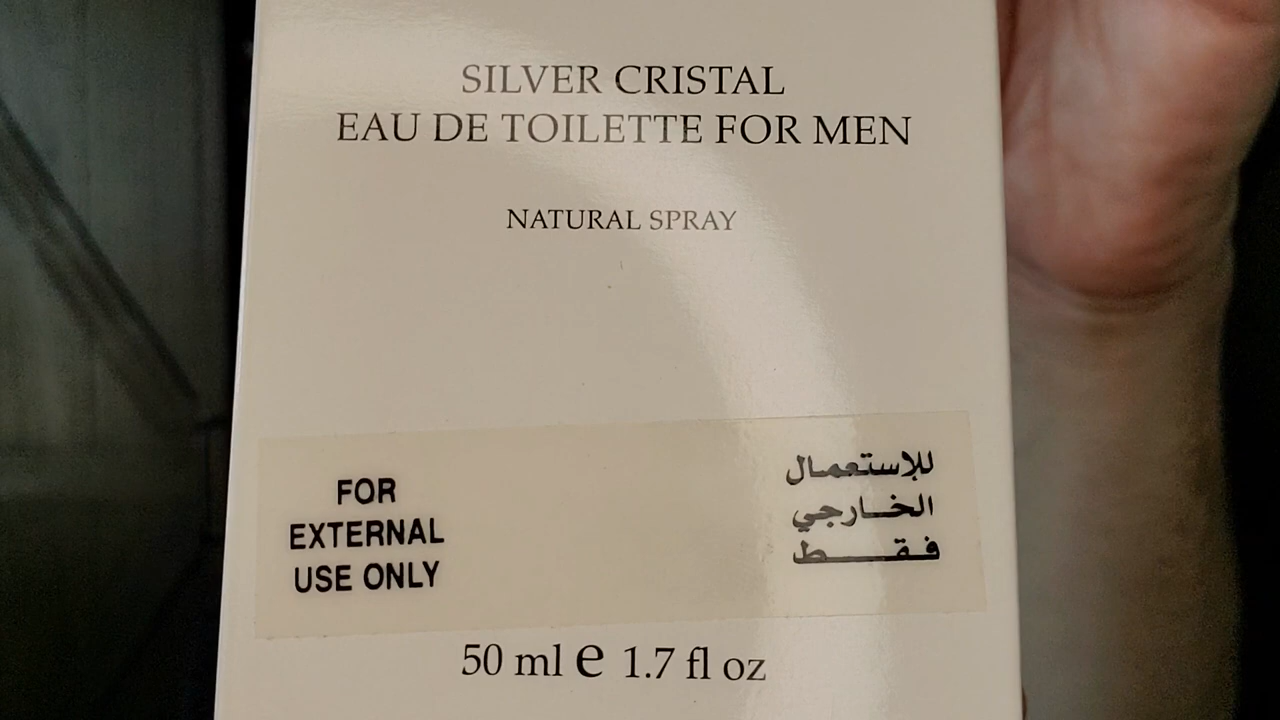 SILVER CRISTAL
EAU DE TOILETTE FOR MEN
NATURAL SPRAY
FOR
EXTERNAL
USE ONLY
للإستعمال
الخارجي
فقط
50 ml e 1.7 fl oz